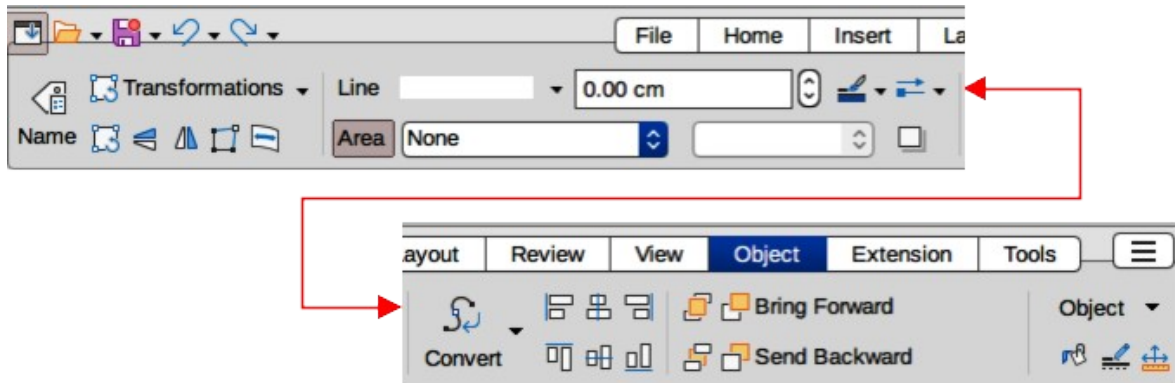 File Home Insert La
Transformations Line 0.00 cm
Name Area None
ayout Review View Object Extension Tools
Bring Forward Object
Convert Send Backward